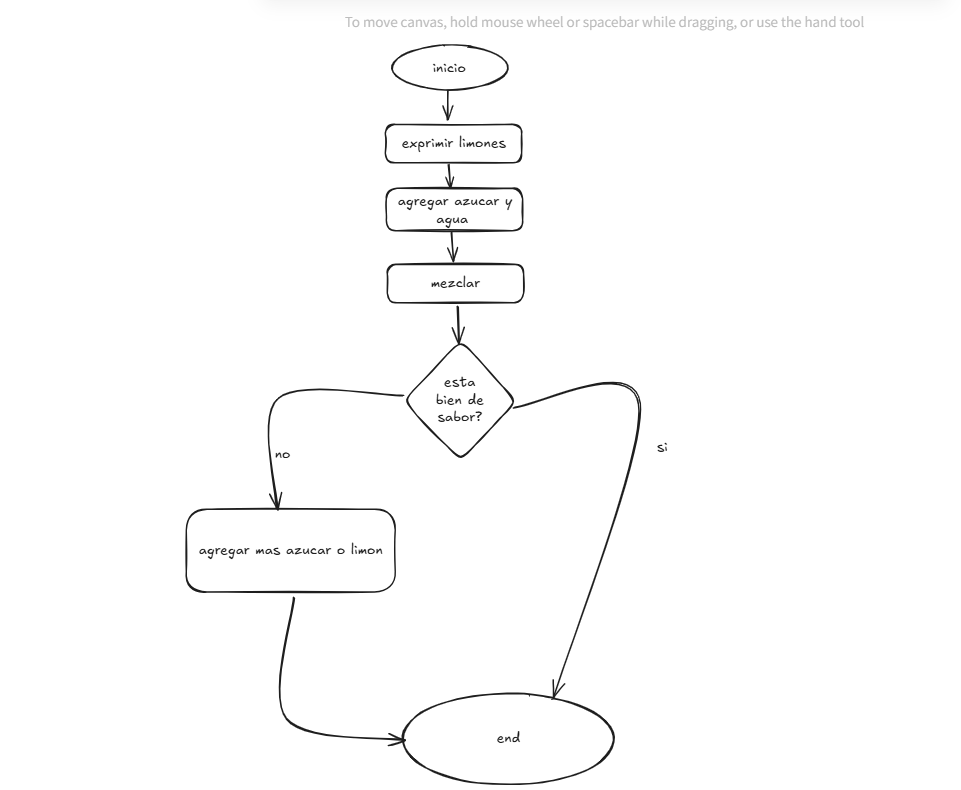 To move canvas, hold mouse wheel or spacebar while dragging, or use the hand tool
inicio
exprimir limones
agregar azucar y
agua
mezclar
esta
bien de
sabor?
no
si
agregar mas azucar o limon
end